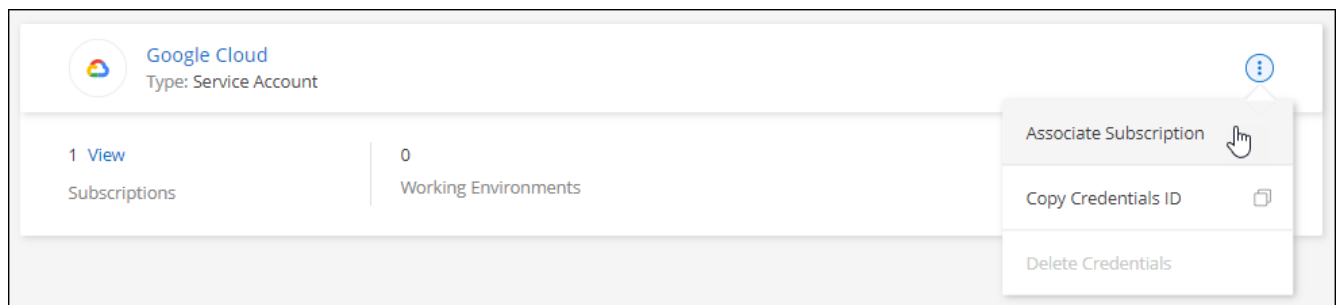 Google Cloud
Type: Service Account
1 View
Subscriptions
0
Working Environments
Associate Subscription
Copy Credentials ID
Delete Credentials